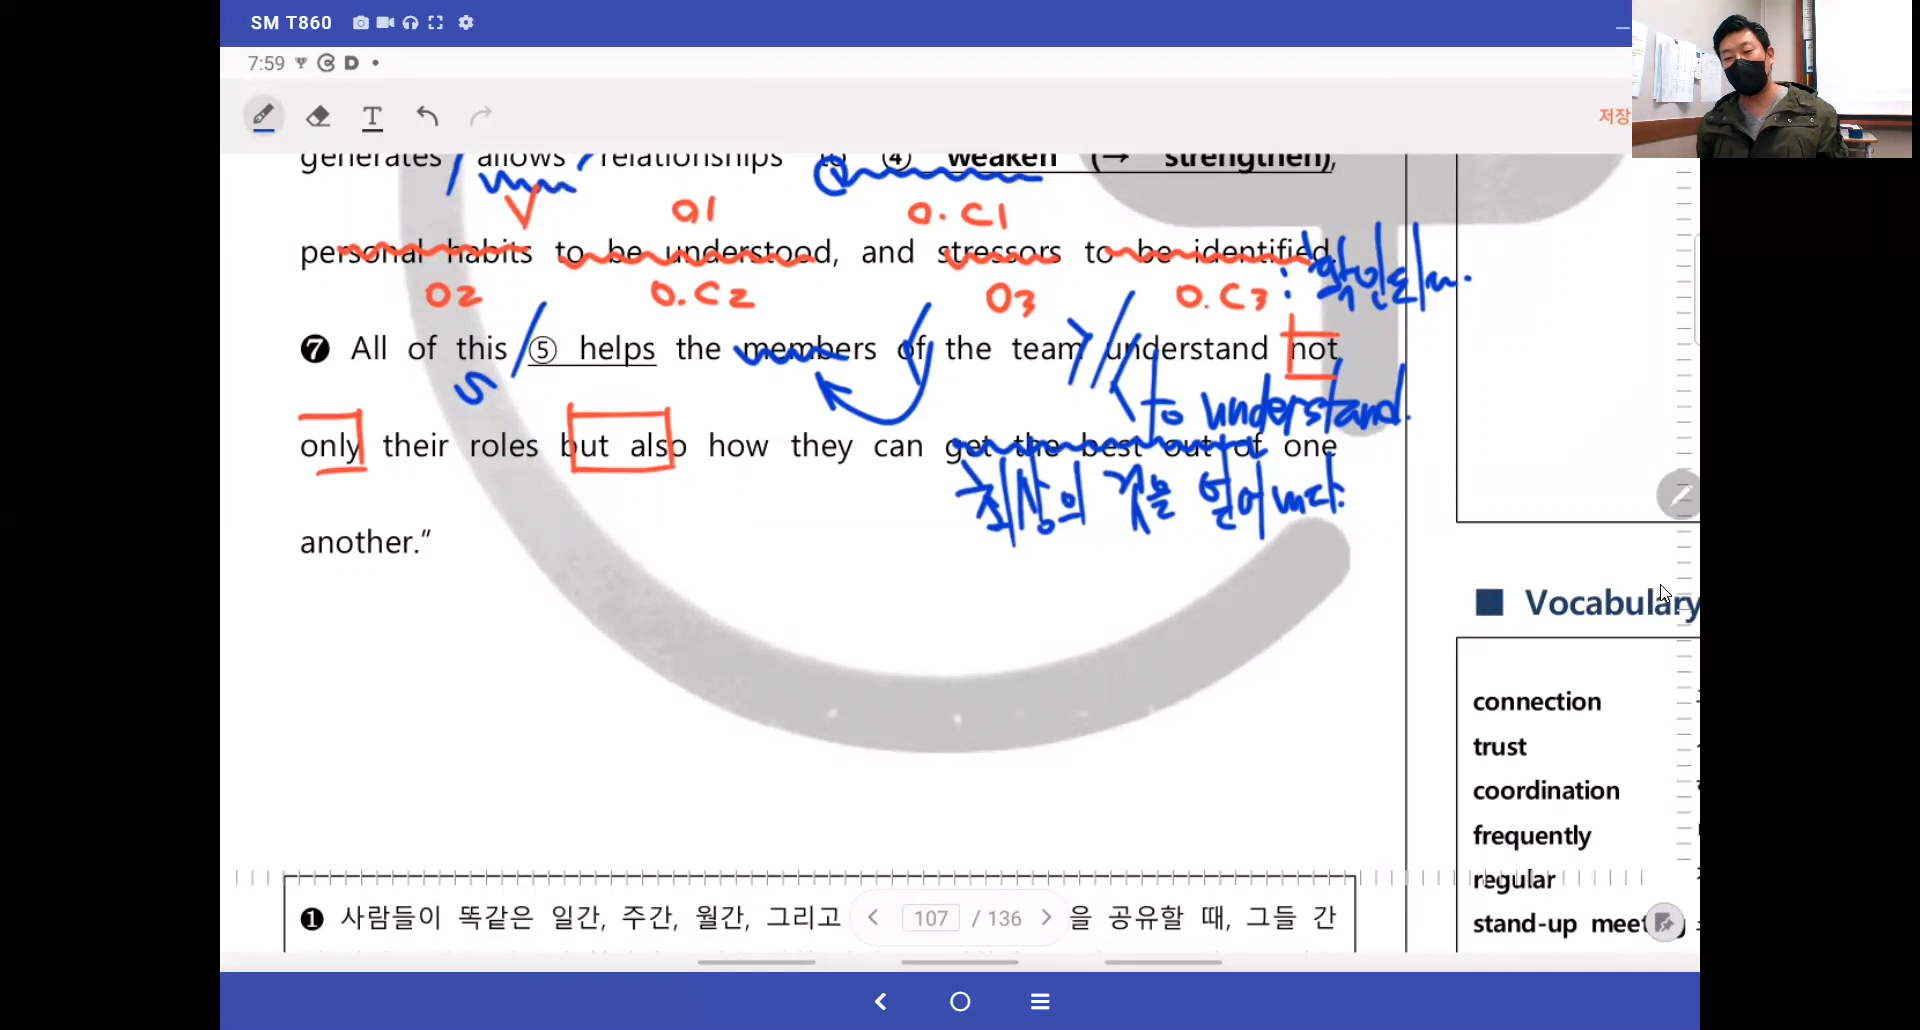 SM T860
7:59
T
저장
generates allows relationships to ④ weaken (→ strengthen),
V O1 O.C1
personal habits to be understood, and stressors to be identified.
O2 O.C2 O3 O.C3 : 확인되다.
❼ All of this ⑤ helps the members of the team understand not
S to understand.
only their roles but also how they can get the best out of one
최상의 것을 얻어내다.
another.”
■ Vocabulary
connection
trust
coordination
frequently
regular
stand-up meet
❶ 사람들이 똑같은 일간, 주간, 월간, 그리고 을 공유할 때, 그들 간
107 / 136